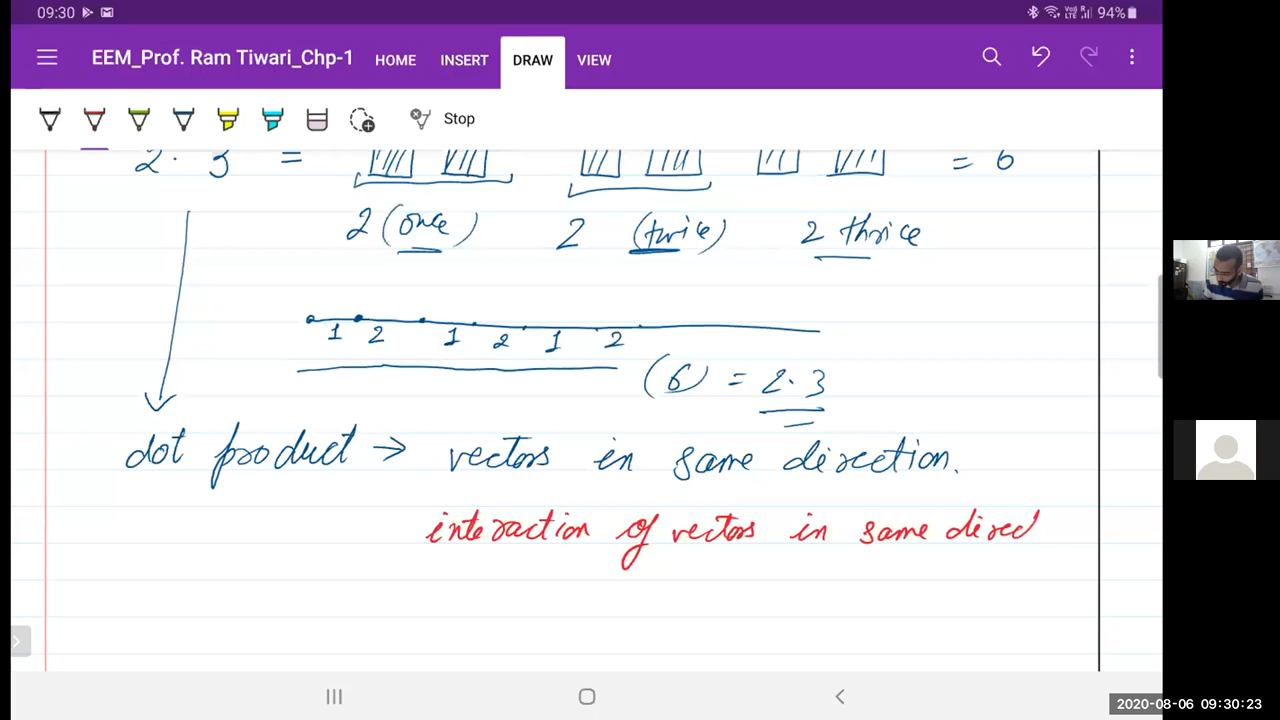 09:30 94%
EEM_Prof. Ram Tiwari_Chp-1 HOME INSERT DRAW VIEW
Stop
2 · 3 = = 6
2 (once) 2 (twice) 2 thrice
1 2 1 2 1 2
(6) = 2 · 3
dot product → vectors in same direction.
interaction of vectors in same direc
2020-08-06 09:30:23